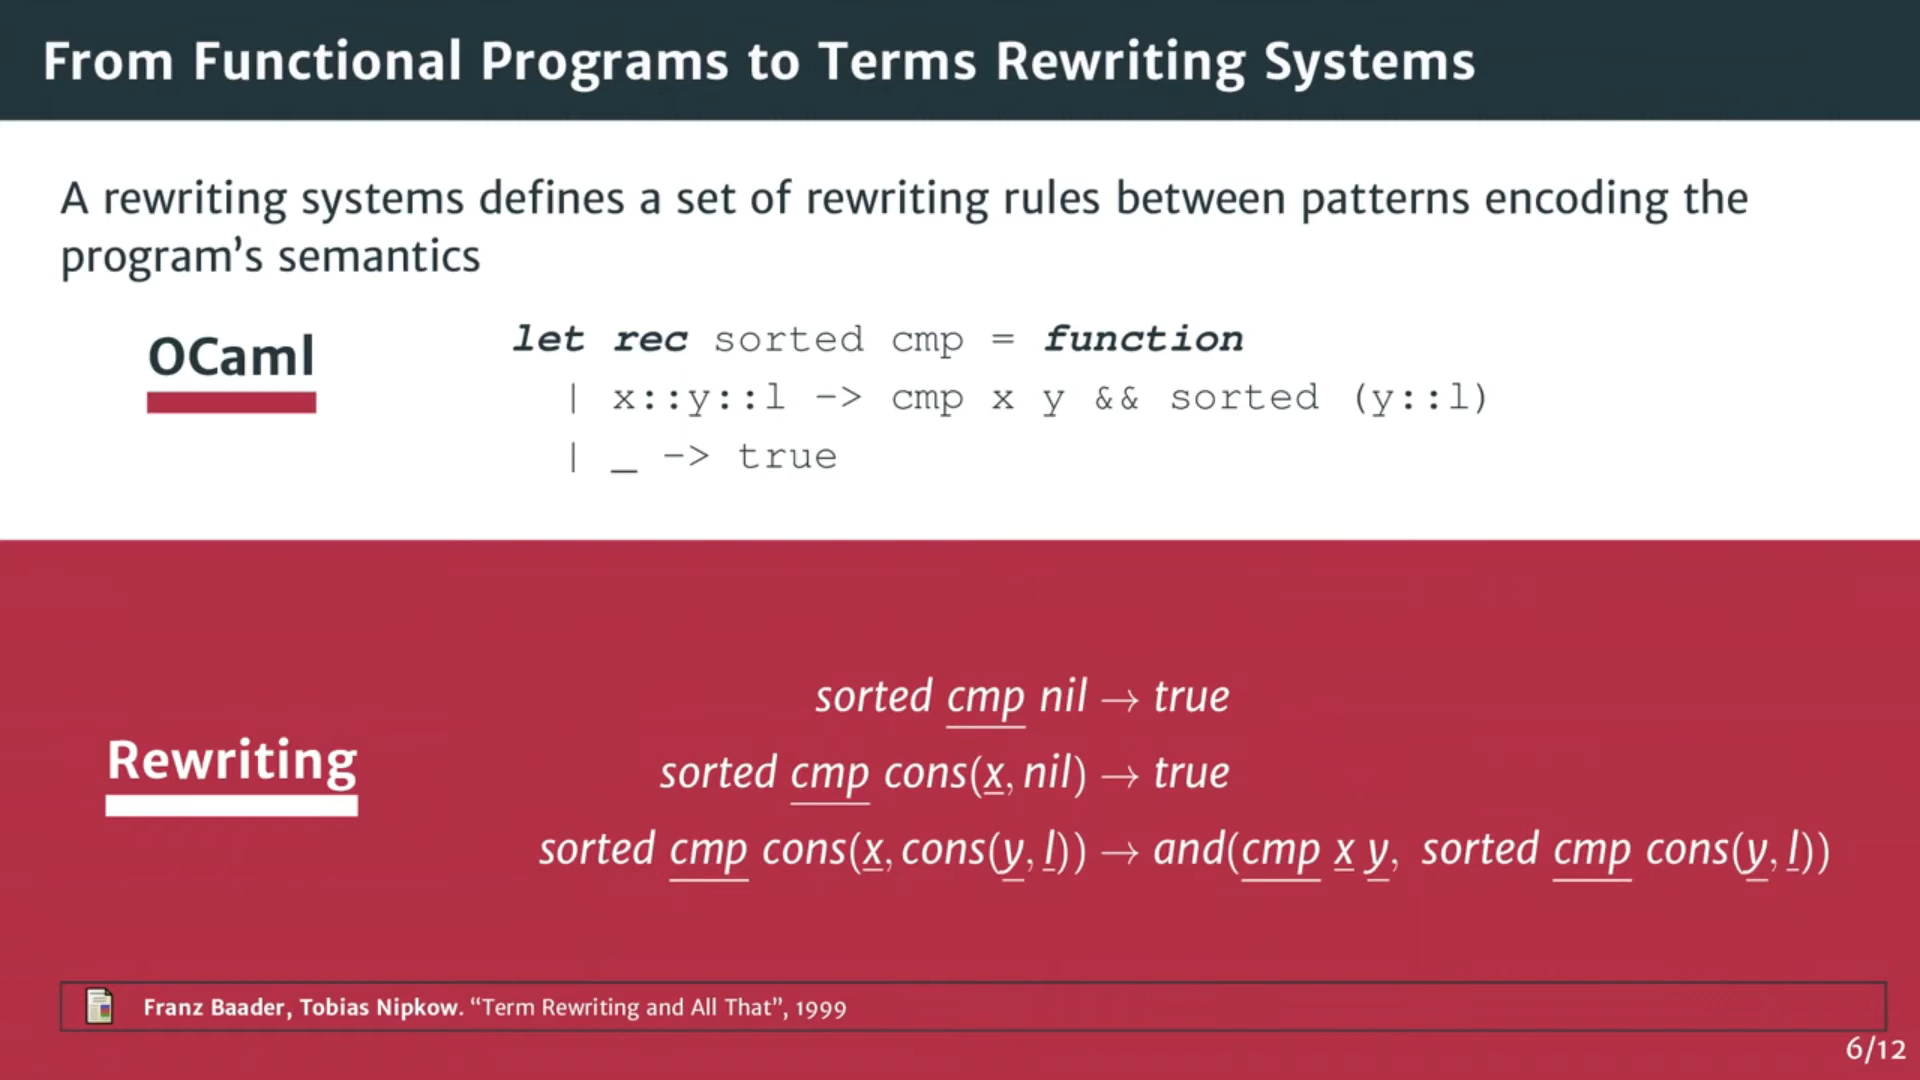 From Functional Programs to Terms Rewriting Systems
A rewriting systems defines a set of rewriting rules between patterns encoding the
program’s semantics
OCaml
let rec sorted cmp = function
| x::y::l -> cmp x y && sorted (y::l)
| _ -> true
Rewriting
sorted cmp nil → true
sorted cmp cons(x, nil) → true
sorted cmp cons(x, cons(y, l)) → and(cmp x y, sorted cmp cons(y, l))
Franz Baader, Tobias Nipkow. “Term Rewriting and All That”, 1999
6/12